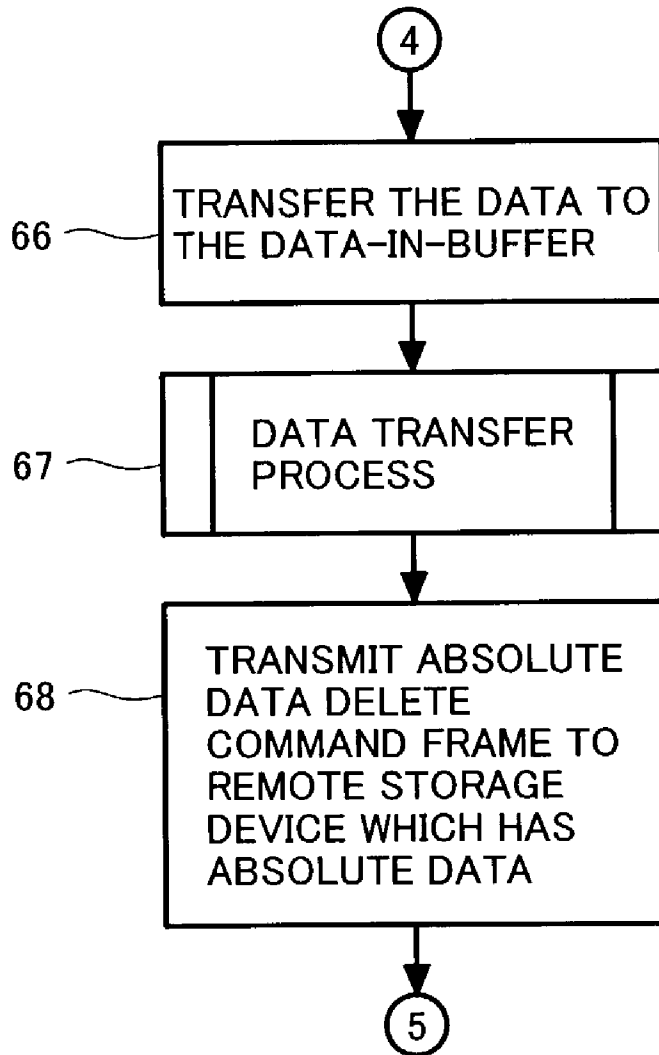 4
66
TRANSFER THE DATA TO
THE DATA-IN-BUFFER
67
DATA TRANSFER
PROCESS
68
TRANSMIT ABSOLUTE
DATA DELETE
COMMAND FRAME TO
REMOTE STORAGE
DEVICE WHICH HAS
ABSOLUTE DATA
5